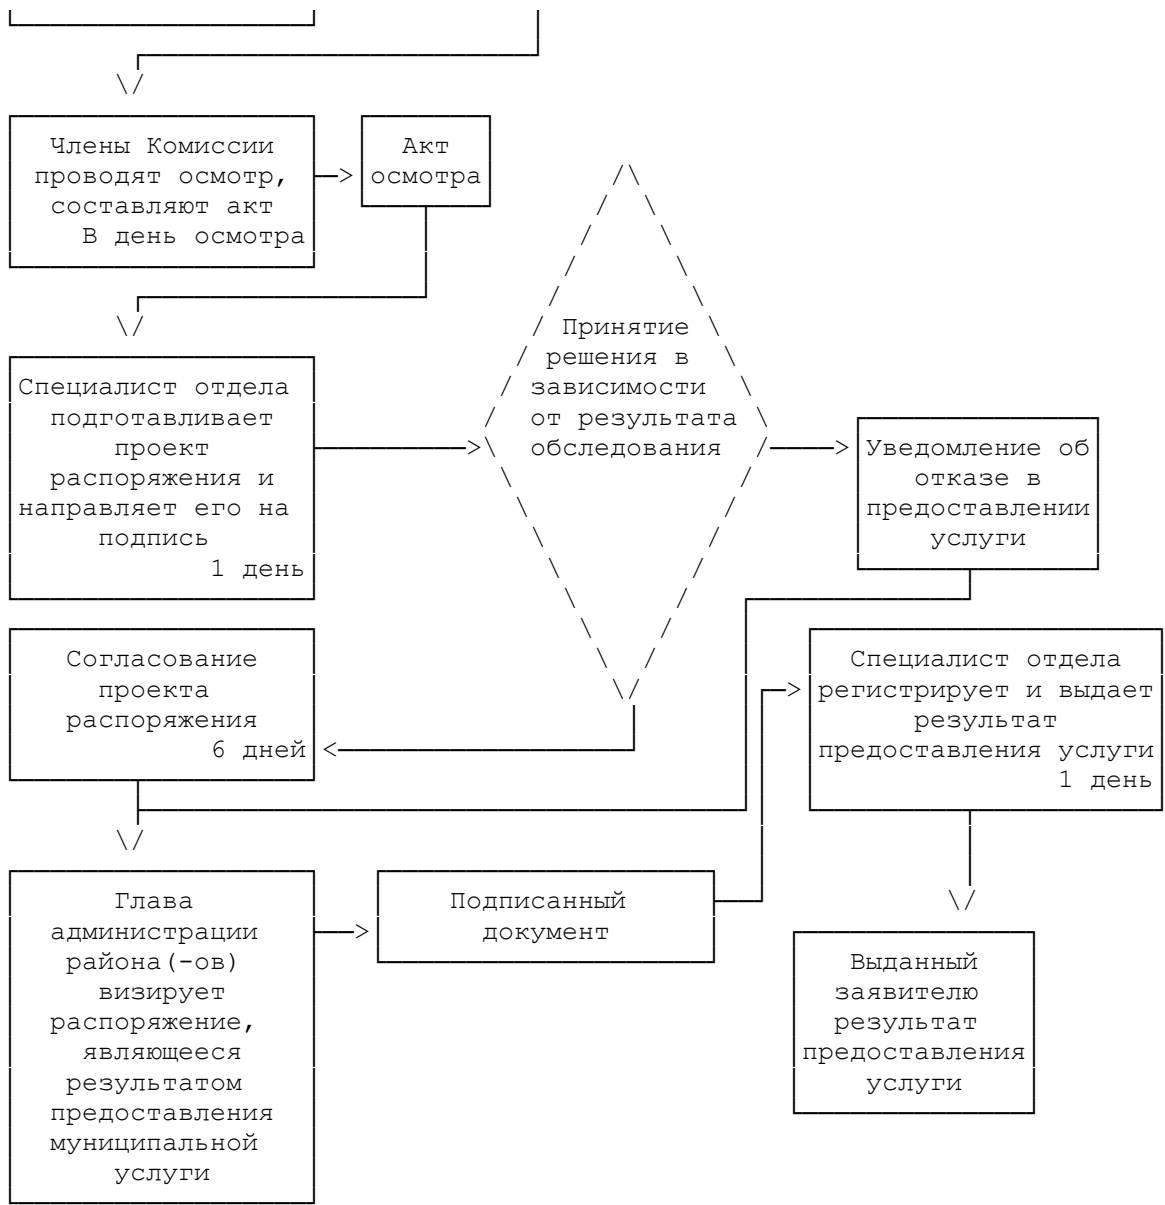 Члены Комиссии
проводят осмотр,
составляют акт
В день осмотра
Акт
осмотра
Принятие
решения в
зависимости
от результата
обследования
Специалист отдела
подготавливает
проект
распоряжения и
направляет его на
подпись
1 день
Уведомление об
отказе в
предоставлении
услуги
Согласование
проекта
распоряжения
6 дней
Специалист отдела
регистрирует и выдает
результат
предоставления услуги
1 день
Глава
администрации
района(-ов)
визирует
распоряжение,
являющееся
результатом
предоставления
муниципальной
услуги
Подписанный
документ
Выданный
заявителю
результат
предоставления
услуги